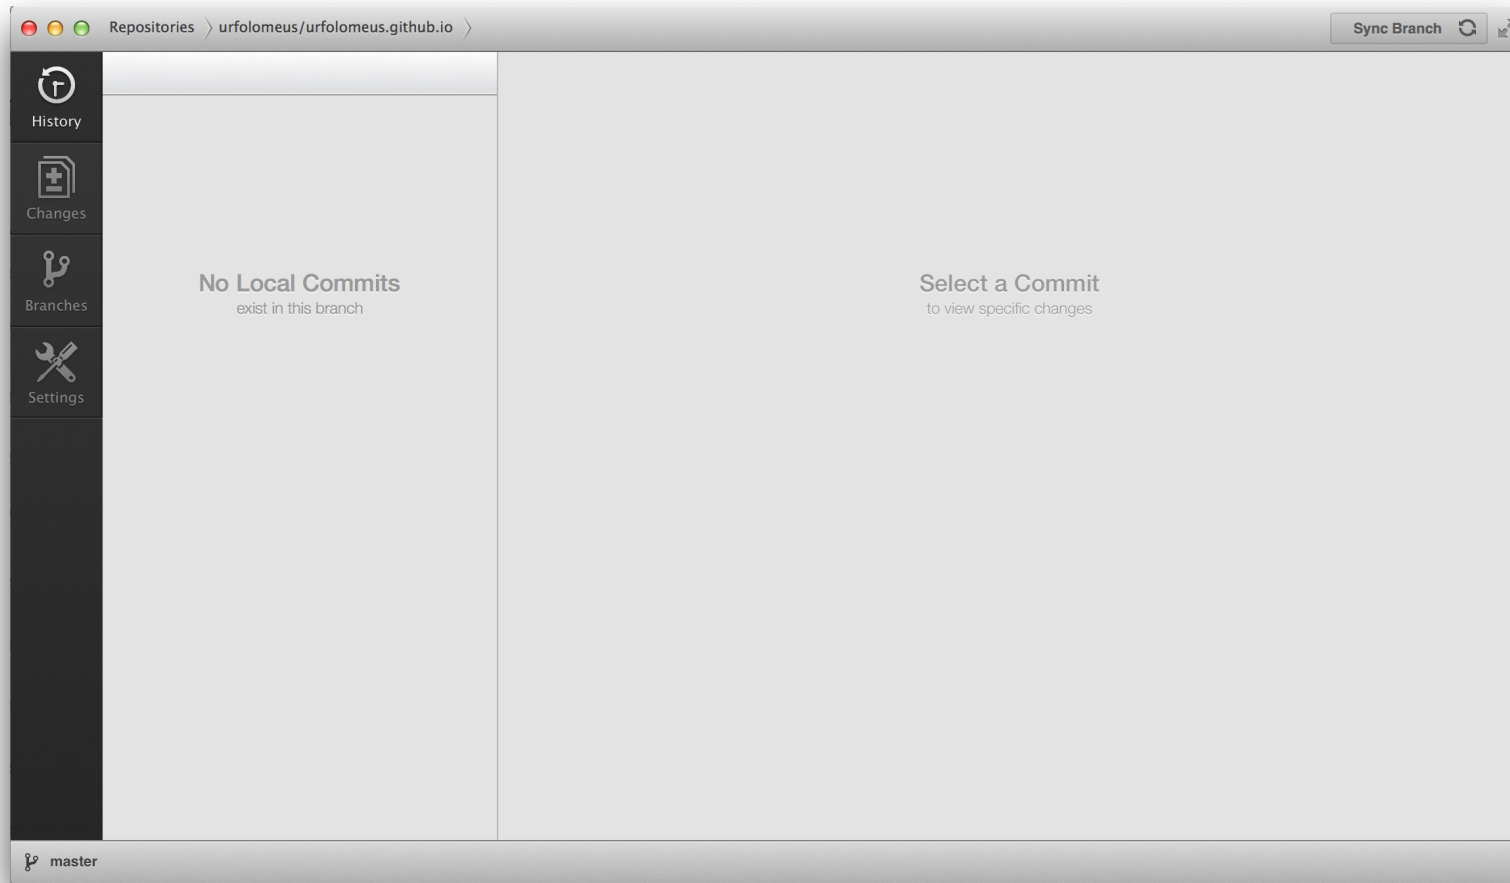 Repositories urfolomeus/urfolomeus.github.io Sync Branch
History
Changes
Branches
Settings
No Local Commits
exist in this branch
Select a Commit
to view specific changes
master